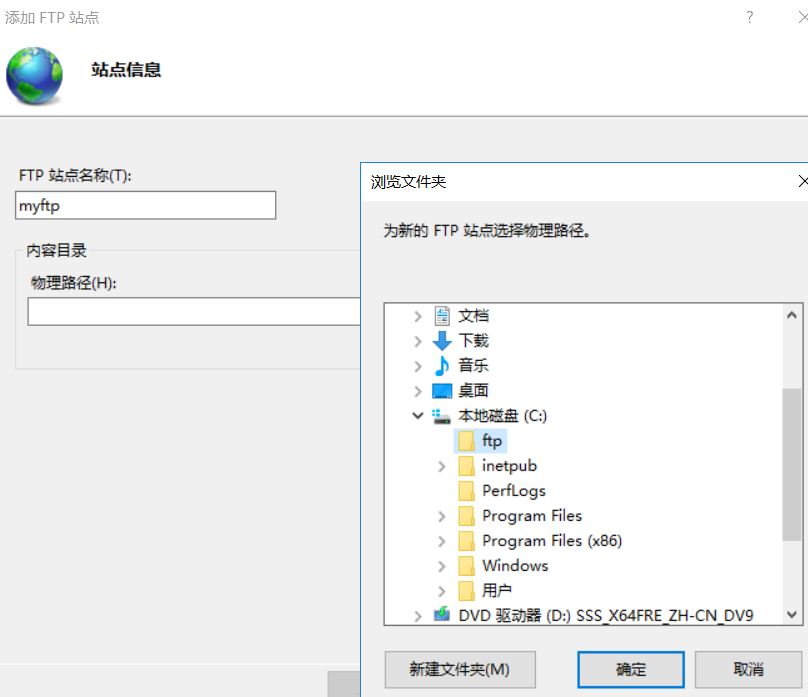 添加 FTP 站点
?
站点信息
FTP 站点名称(T):
myftp
内容目录
物理路径(H):
浏览文件夹
为新的 FTP 站点选择物理路径。
文档
下载
音乐
桌面
本地磁盘 (C:)
ftp
inetpub
PerfLogs
Program Files
Program Files (x86)
Windows
用户
DVD 驱动器 (D:) SSS_X64FRE_ZH-CN_DV9
新建文件夹(M)
确定
取消